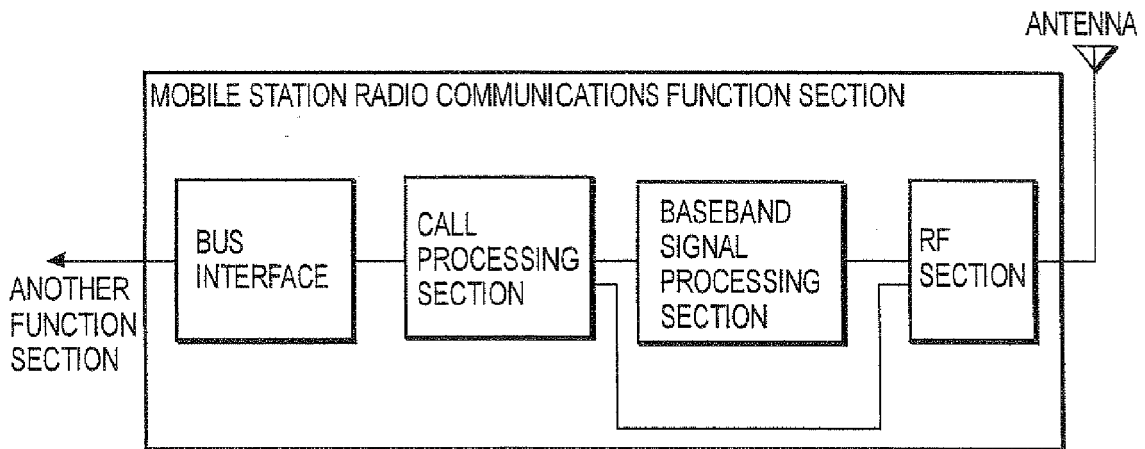 ANTENNA
MOBILE STATION RADIO COMMUNICATIONS FUNCTION SECTION
BUS
INTERFACE
CALL
PROCESSING
SECTION
BASEBAND
SIGNAL
PROCESSING
SECTION
RF
SECTION
ANOTHER
FUNCTION
SECTION